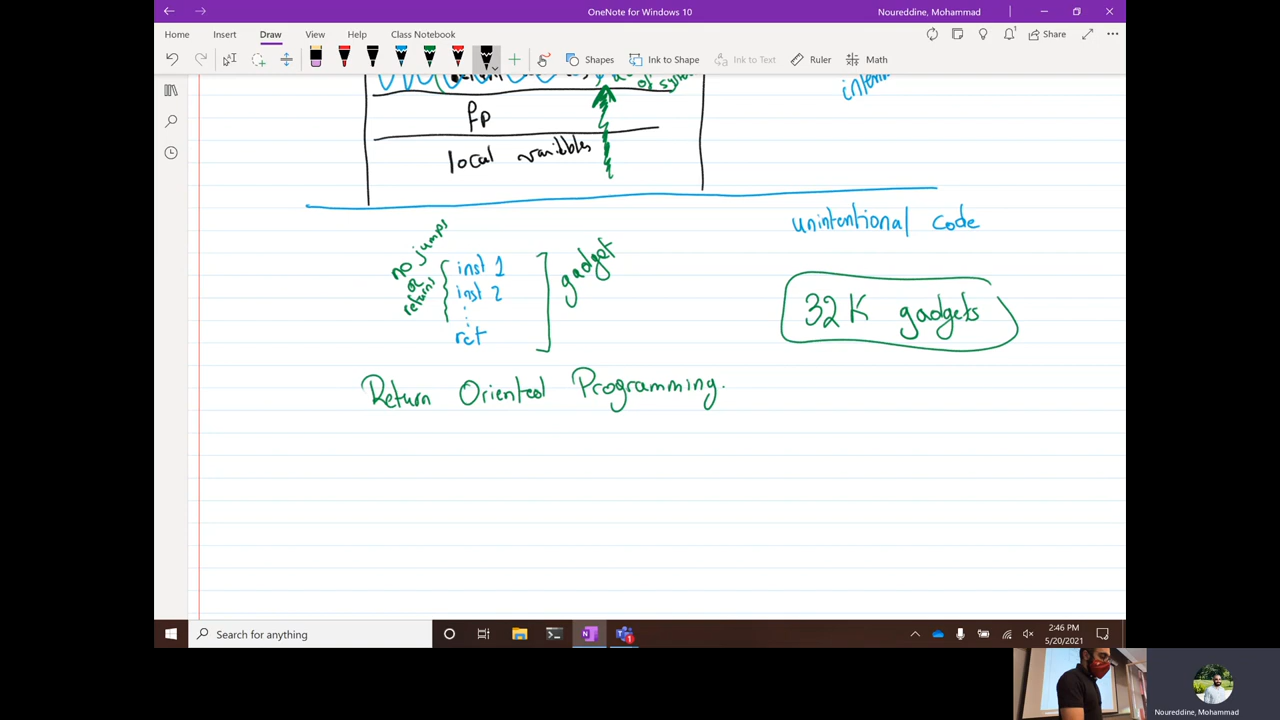 OneNote for Windows 10
Noureddine, Mohammad
Home Insert Draw View Help Class Notebook
Share
Shapes Ink to Shape Ink to Text Ruler Math
fp
local variables
unintentional code
no jumps
or
returns
inst 1
inst 2
⋮
ret
gadget
32K gadgets
Return Oriented Programming.
Search for anything
2:46 PM
5/20/2021
Noureddine, Mohammad